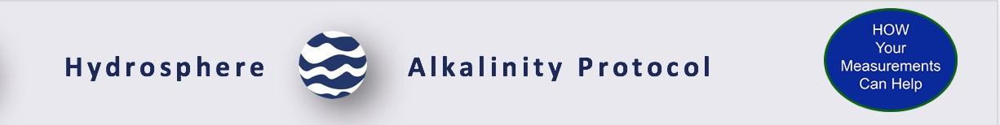 Hydrosphere Alkalinity Protocol
HOW
Your
Measurements
Can Help